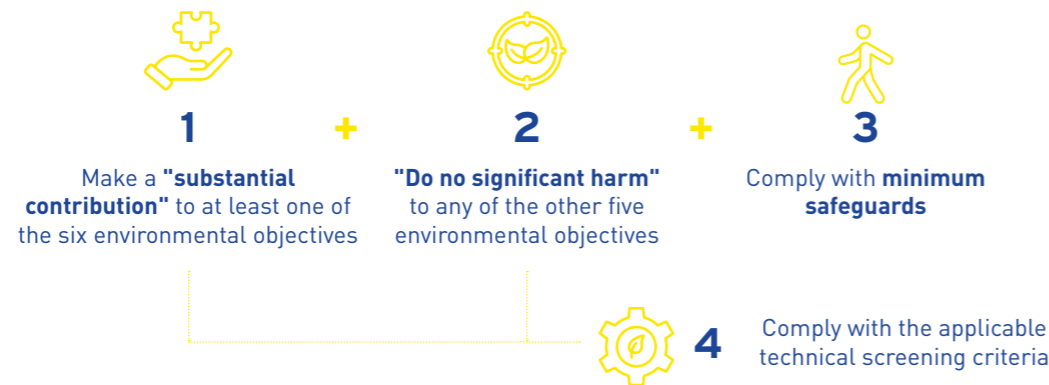 1
+
2
+
3
Make a "substantial
contribution" to at least one of
the six environmental objectives
"Do no significant harm"
to any of the other five
environmental objectives
Comply with minimum
safeguards
4
Comply with the applicable
technical screening criteria